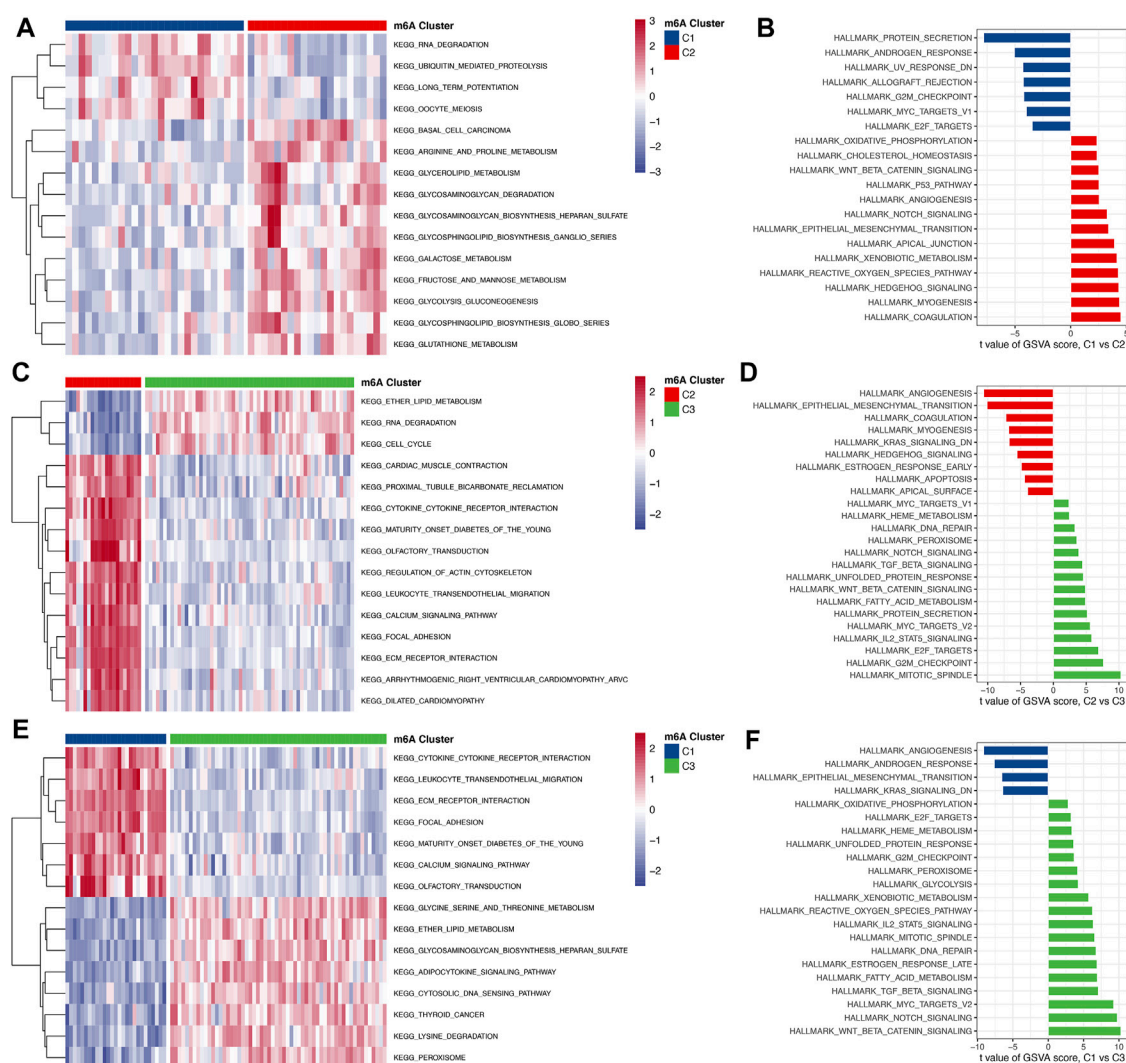 A
m6A Cluster
KEGG_RNA_DEGRADATION
KEGG_UBIQUITIN_MEDIATED_PROTEOLYSIS
KEGG_LONG_TERM_POTENTIATION
KEGG_OOCYTE_MEIOSIS
KEGG_BASAL_CELL_CARCINOMA
KEGG_ARGININE_AND_PROLINE_METABOLISM
KEGG_GLYCEROLIPID_METABOLISM
KEGG_GLYCOSAMINOGLYCAN_DEGRADATION
KEGG_GLYCOSAMINOGLYCAN_BIOSYNTHESIS_HEPARAN_SULFATE
KEGG_GLYCOSPHINGOLIPID_BIOSYNTHESIS_GANGLIO_SERIES
KEGG_GALACTOSE_METABOLISM
KEGG_FRUCTOSE_AND_MANNOSE_METABOLISM
KEGG_GLYCOLYSIS_GLUCONEOGENESIS
KEGG_GLYCOSPHINGOLIPID_BIOSYNTHESIS_GLOBO_SERIES
KEGG_GLUTATHIONE_METABOLISM
3
2
1
0
−1
−2
−3
m6A Cluster
C1
C2
B
HALLMARK_PROTEIN_SECRETION
HALLMARK_ANDROGEN_RESPONSE
HALLMARK_UV_RESPONSE_DN
HALLMARK_ALLOGRAFT_REJECTION
HALLMARK_G2M_CHECKPOINT
HALLMARK_MYC_TARGETS_V1
HALLMARK_E2F_TARGETS
HALLMARK_OXIDATIVE_PHOSPHORYLATION
HALLMARK_CHOLESTEROL_HOMEOSTASIS
HALLMARK_WNT_BETA_CATENIN_SIGNALING
HALLMARK_P53_PATHWAY
HALLMARK_ANGIOGENESIS
HALLMARK_NOTCH_SIGNALING
HALLMARK_EPITHELIAL_MESENCHYMAL_TRANSITION
HALLMARK_APICAL_JUNCTION
HALLMARK_XENOBIOTIC_METABOLISM
HALLMARK_REACTIVE_OXYGEN_SPECIES_PATHWAY
HALLMARK_HEDGEHOG_SIGNALING
HALLMARK_MYOGENESIS
HALLMARK_COAGULATION
−5 0 5
t value of GSVA score, C1 vs C2
C
m6A Cluster
KEGG_ETHER_LIPID_METABOLISM
KEGG_RNA_DEGRADATION
KEGG_CELL_CYCLE
KEGG_CARDIAC_MUSCLE_CONTRACTION
KEGG_PROXIMAL_TUBULE_BICARBONATE_RECLAMATION
KEGG_CYTOKINE_CYTOKINE_RECEPTOR_INTERACTION
KEGG_MATURITY_ONSET_DIABETES_OF_THE_YOUNG
KEGG_OLFACTORY_TRANSDUCTION
KEGG_REGULATION_OF_ACTIN_CYTOSKELETON
KEGG_LEUKOCYTE_TRANSENDOTHELIAL_MIGRATION
KEGG_CALCIUM_SIGNALING_PATHWAY
KEGG_FOCAL_ADHESION
KEGG_ECM_RECEPTOR_INTERACTION
KEGG_ARRHYTHMOGENIC_RIGHT_VENTRICULAR_CARDIOMYOPATHY_ARVC
KEGG_DILATED_CARDIOMYOPATHY
2
1
0
−1
−2
m6A Cluster
C2
C3
D
HALLMARK_ANGIOGENESIS
HALLMARK_EPITHELIAL_MESENCHYMAL_TRANSITION
HALLMARK_COAGULATION
HALLMARK_MYOGENESIS
HALLMARK_KRAS_SIGNALING_DN
HALLMARK_HEDGEHOG_SIGNALING
HALLMARK_ESTROGEN_RESPONSE_EARLY
HALLMARK_APOPTOSIS
HALLMARK_APICAL_SURFACE
HALLMARK_MYC_TARGETS_V1
HALLMARK_HEME_METABOLISM
HALLMARK_DNA_REPAIR
HALLMARK_PEROXISOME
HALLMARK_NOTCH_SIGNALING
HALLMARK_TGF_BETA_SIGNALING
HALLMARK_UNFOLDED_PROTEIN_RESPONSE
HALLMARK_WNT_BETA_CATENIN_SIGNALING
HALLMARK_FATTY_ACID_METABOLISM
HALLMARK_PROTEIN_SECRETION
HALLMARK_MYC_TARGETS_V2
HALLMARK_IL2_STAT5_SIGNALING
HALLMARK_E2F_TARGETS
HALLMARK_G2M_CHECKPOINT
HALLMARK_MITOTIC_SPINDLE
−10 −5 0 5 10
t value of GSVA score, C2 vs C3
E
m6A Cluster
KEGG_CYTOKINE_CYTOKINE_RECEPTOR_INTERACTION
KEGG_LEUKOCYTE_TRANSENDOTHELIAL_MIGRATION
KEGG_ECM_RECEPTOR_INTERACTION
KEGG_FOCAL_ADHESION
KEGG_MATURITY_ONSET_DIABETES_OF_THE_YOUNG
KEGG_CALCIUM_SIGNALING_PATHWAY
KEGG_OLFACTORY_TRANSDUCTION
KEGG_GLYCINE_SERINE_AND_THREONINE_METABOLISM
KEGG_ETHER_LIPID_METABOLISM
KEGG_GLYCOSAMINOGLYCAN_BIOSYNTHESIS_HEPARAN_SULFATE
KEGG_ADIPOCYTOKINE_SIGNALING_PATHWAY
KEGG_CYTOSOLIC_DNA_SENSING_PATHWAY
KEGG_THYROID_CANCER
KEGG_LYSINE_DEGRADATION
KEGG_PEROXISOME
2
1
0
−1
−2
m6A Cluster
C1
C3
F
HALLMARK_ANGIOGENESIS
HALLMARK_ANDROGEN_RESPONSE
HALLMARK_EPITHELIAL_MESENCHYMAL_TRANSITION
HALLMARK_KRAS_SIGNALING_DN
HALLMARK_OXIDATIVE_PHOSPHORYLATION
HALLMARK_E2F_TARGETS
HALLMARK_HEME_METABOLISM
HALLMARK_UNFOLDED_PROTEIN_RESPONSE
HALLMARK_G2M_CHECKPOINT
HALLMARK_PEROXISOME
HALLMARK_GLYCOLYSIS
HALLMARK_XENOBIOTIC_METABOLISM
HALLMARK_REACTIVE_OXYGEN_SPECIES_PATHWAY
HALLMARK_IL2_STAT5_SIGNALING
HALLMARK_MITOTIC_SPINDLE
HALLMARK_DNA_REPAIR
HALLMARK_ESTROGEN_RESPONSE_LATE
HALLMARK_FATTY_ACID_METABOLISM
HALLMARK_TGF_BETA_SIGNALING
HALLMARK_MYC_TARGETS_V2
HALLMARK_NOTCH_SIGNALING
HALLMARK_WNT_BETA_CATENIN_SIGNALING
−10 −5 0 5 10
t value of GSVA score, C1 vs C3